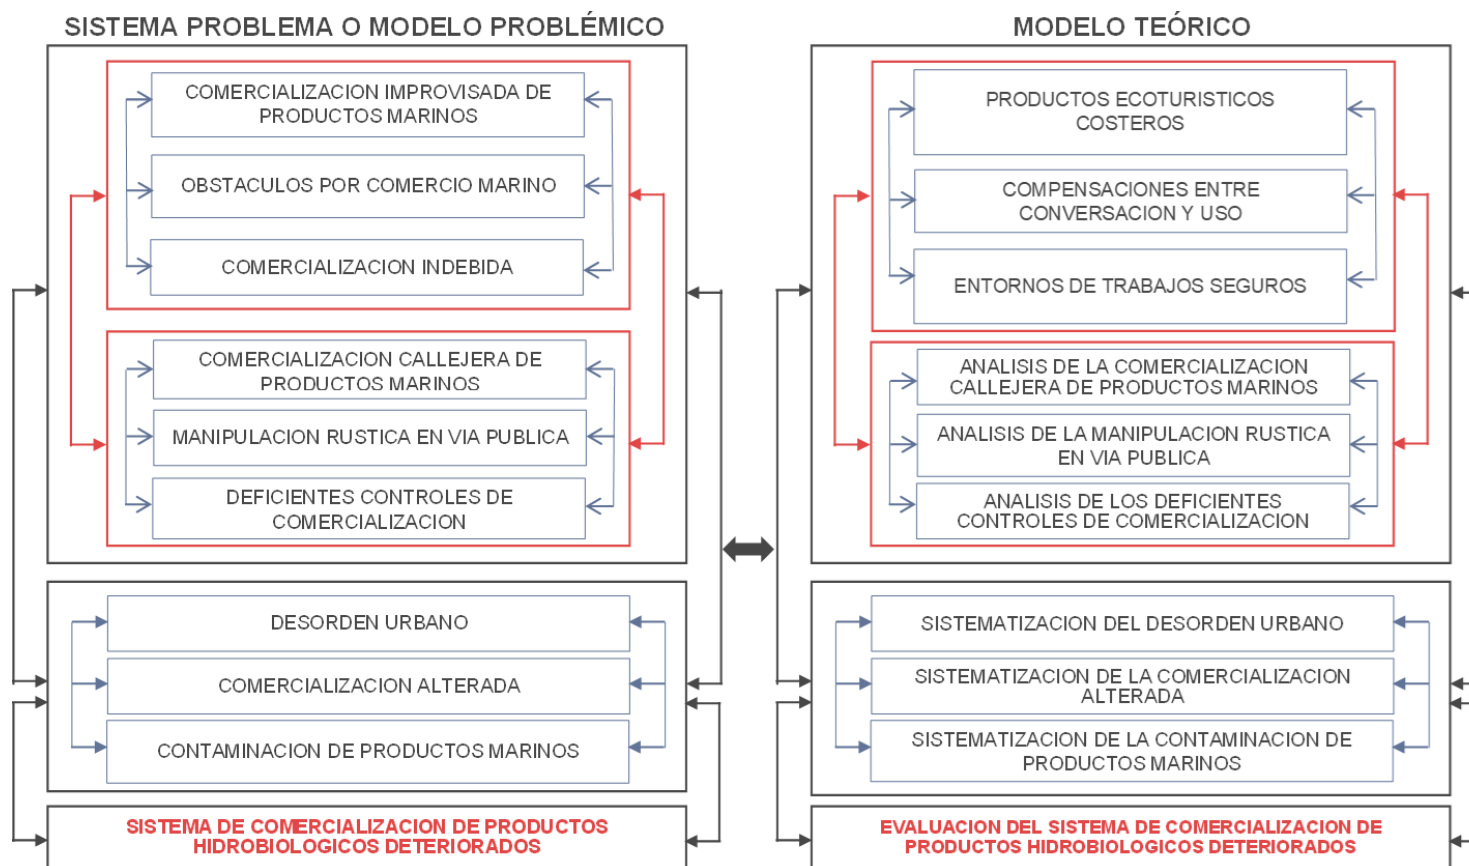 SISTEMA PROBLEMA O MODELO PROBLÉMICO
COMERCIALIZACION IMPROVISADA DE
PRODUCTOS MARINOS
OBSTACULOS POR COMERCIO MARINO
COMERCIALIZACION INDEBIDA
COMERCIALIZACION CALLEJERA DE
PRODUCTOS MARINOS
MANIPULACION RUSTICA EN VIA PUBLICA
DEFICIENTES CONTROLES DE
COMERCIALIZACION
DESORDEN URBANO
COMERCIALIZACION ALTERADA
CONTAMINACION DE PRODUCTOS MARINOS
SISTEMA DE COMERCIALIZACION DE PRODUCTOS
HIDROBIOLOGICOS DETERIORADOS
MODELO TEÓRICO
PRODUCTOS ECOTURISTICOS
COSTEROS
COMPENSACIONES ENTRE
CONVERSACION Y USO
ENTORNOS DE TRABAJOS SEGUROS
ANALISIS DE LA COMERCIALIZACION
CALLEJERA DE PRODUCTOS MARINOS
ANALISIS DE LA MANIPULACION RUSTICA
EN VIA PUBLICA
ANALISIS DE LOS DEFICIENTES
CONTROLES DE COMERCIALIZACION
SISTEMATIZACION DEL DESORDEN URBANO
SISTEMATIZACION DE LA COMERCIALIZACION
ALTERADA
SISTEMATIZACION DE LA CONTAMINACION DE
PRODUCTOS MARINOS
EVALUACION DEL SISTEMA DE COMERCIALIZACION DE
PRODUCTOS HIDROBIOLOGICOS DETERIORADOS